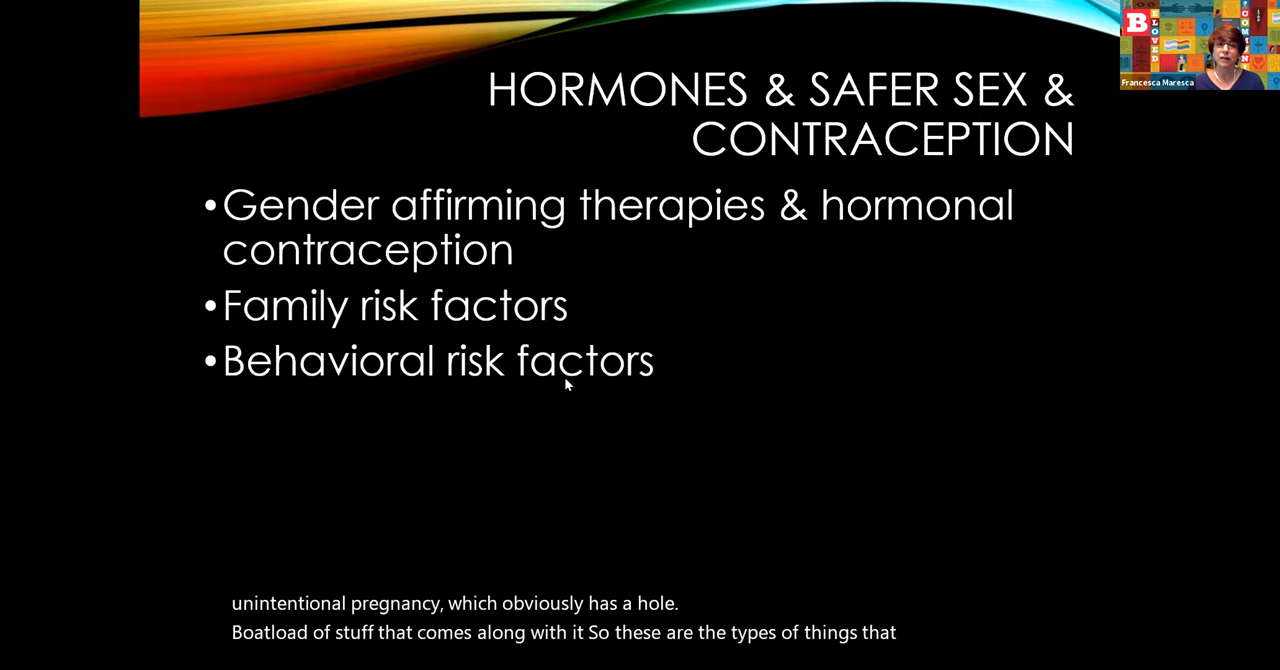 HORMONES & SAFER SEX &
CONTRACEPTION
•Gender affirming therapies & hormonal
contraception
•Family risk factors
•Behavioral risk factors
unintentional pregnancy, which obviously has a hole.
Boatload of stuff that comes along with it So these are the types of things that
B
ELOVED
COMMUN
Francesca Maresca